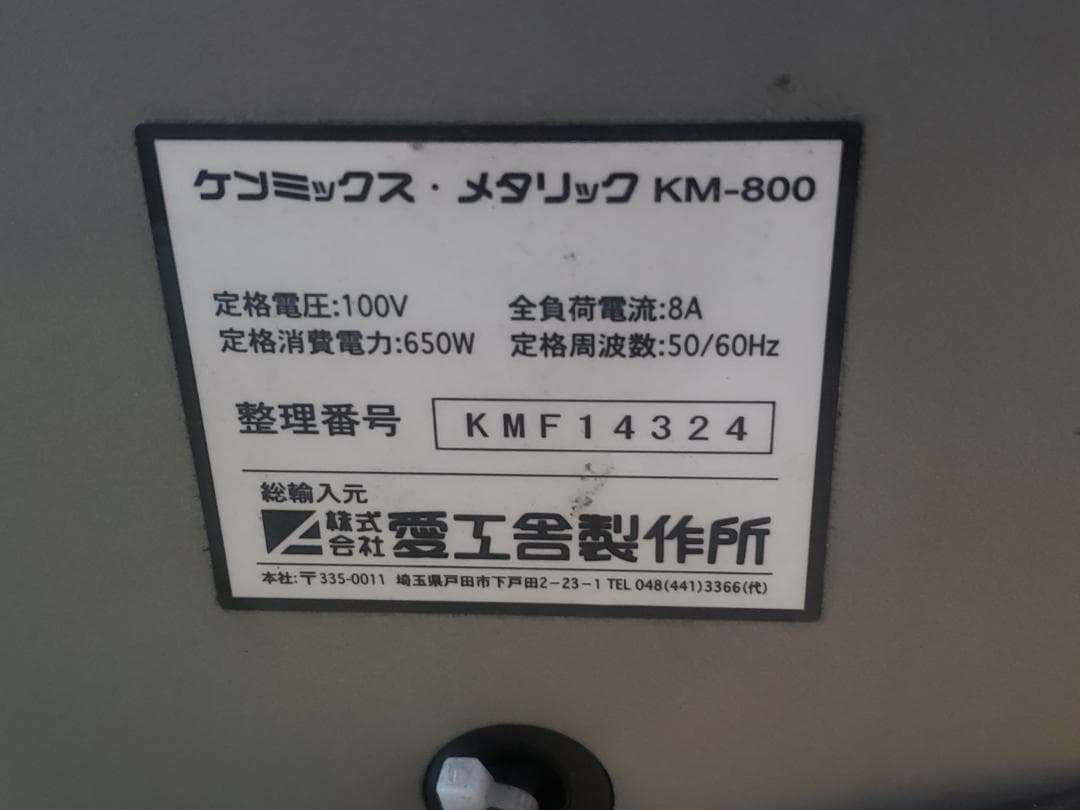 ケンミックス・メタリック KM-800
定格電圧:100V 全負荷電流:8A
定格消費電力:650W 定格周波数:50/60Hz
整理番号 KMF14324
総輸入元
株式会社 愛工舎製作所
本社:〒335-0011 埼玉県戸田市下戸田2-23-1 TEL 048(441)3366(代)